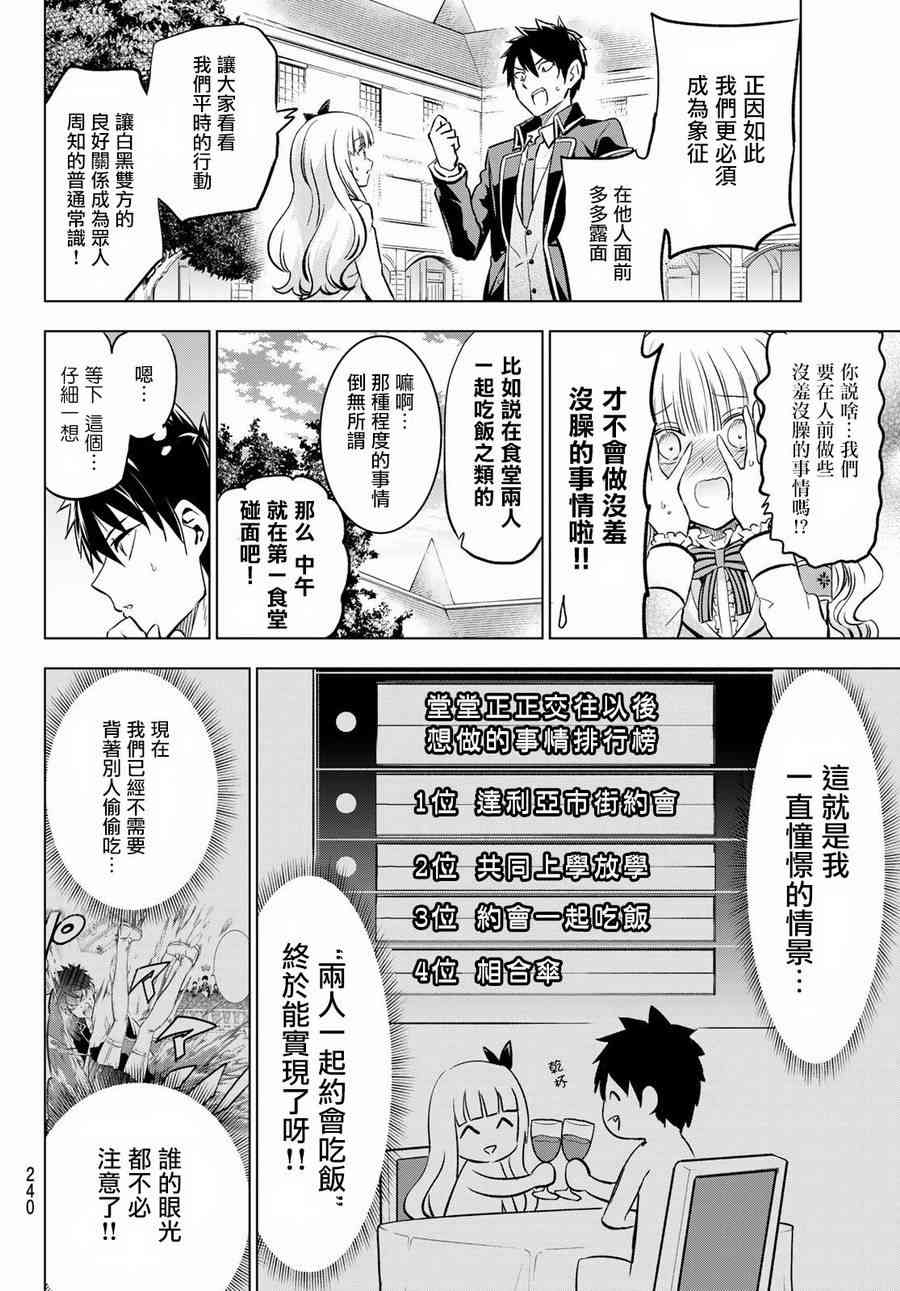 正因如此
我們更必須
成為象征
在他人面前
多多露面
讓大家看看
我們平時的行動
讓白黑雙方的
良好關係成為眾人
周知的普通常識！
你說啥…我們
要在人前做些
沒羞沒臊的事情嗎!?
才不會做沒羞
沒臊的事情啦!!
比如說在食堂兩人
一起吃飯之類的
嘛啊…
那种程度的事情
倒無所謂
那么 中午
就在第一食堂
碰面吧！
嗯…
等下 這個…
仔細一想
這就是我
一直憧憬的情景…
堂堂正正交往以後
想做的事情排行榜
1位 達利亞市街約會
2位 共同上學放學
3位 約會一起吃飯
4位 相合傘
“兩人一起約會吃飯”
終於能實現了呀!!
乾杯
現在
我們已經不需要
背著別人偷偷吃…
誰的眼光
都不必
注意了!!
240